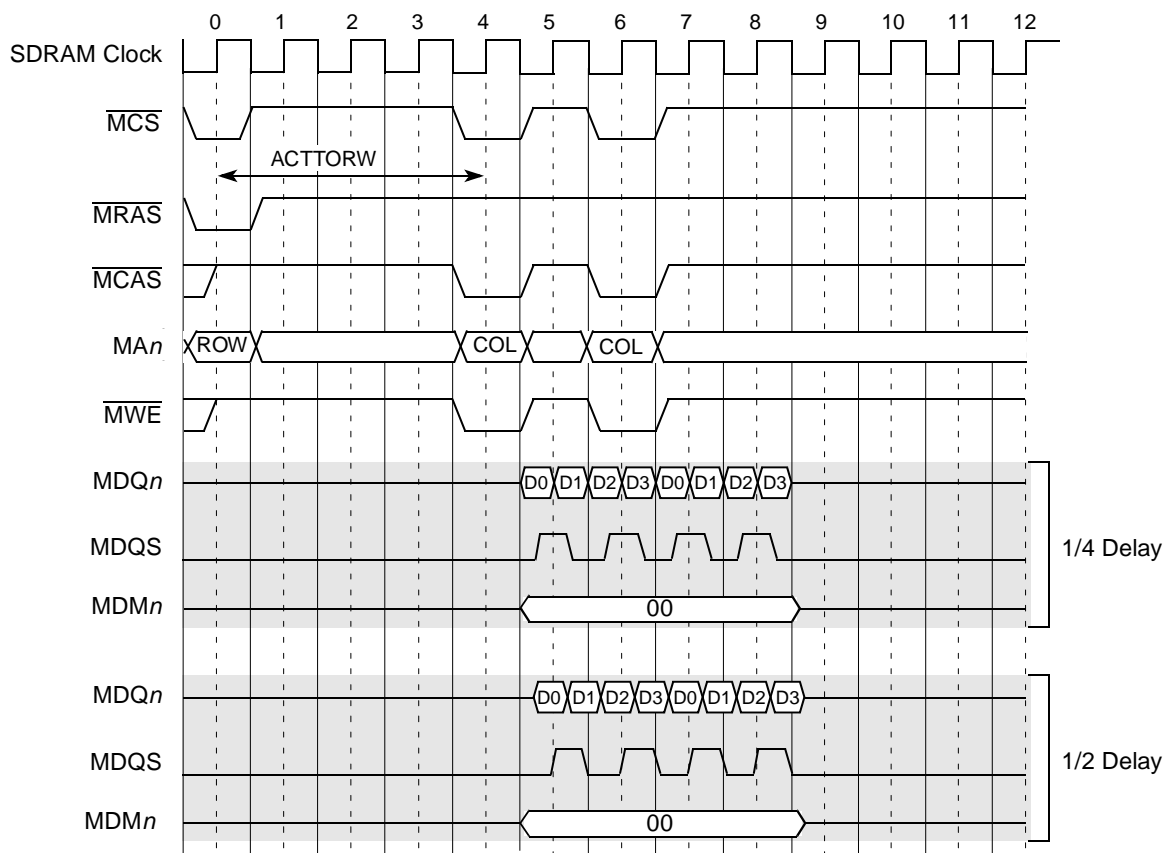 0 1 2 3 4 5 6 7 8 9 10 11 12
SDRAM Clock
MCS
ACTTORW
MRAS
MCAS
MAn ROW COL COL
MWE
MDQn D0 D1 D2 D3 D0 D1 D2 D3
MDQS
1/4 Delay
MDMn 00
MDQn D0 D1 D2 D3 D0 D1 D2 D3
MDQS
1/2 Delay
MDMn 00